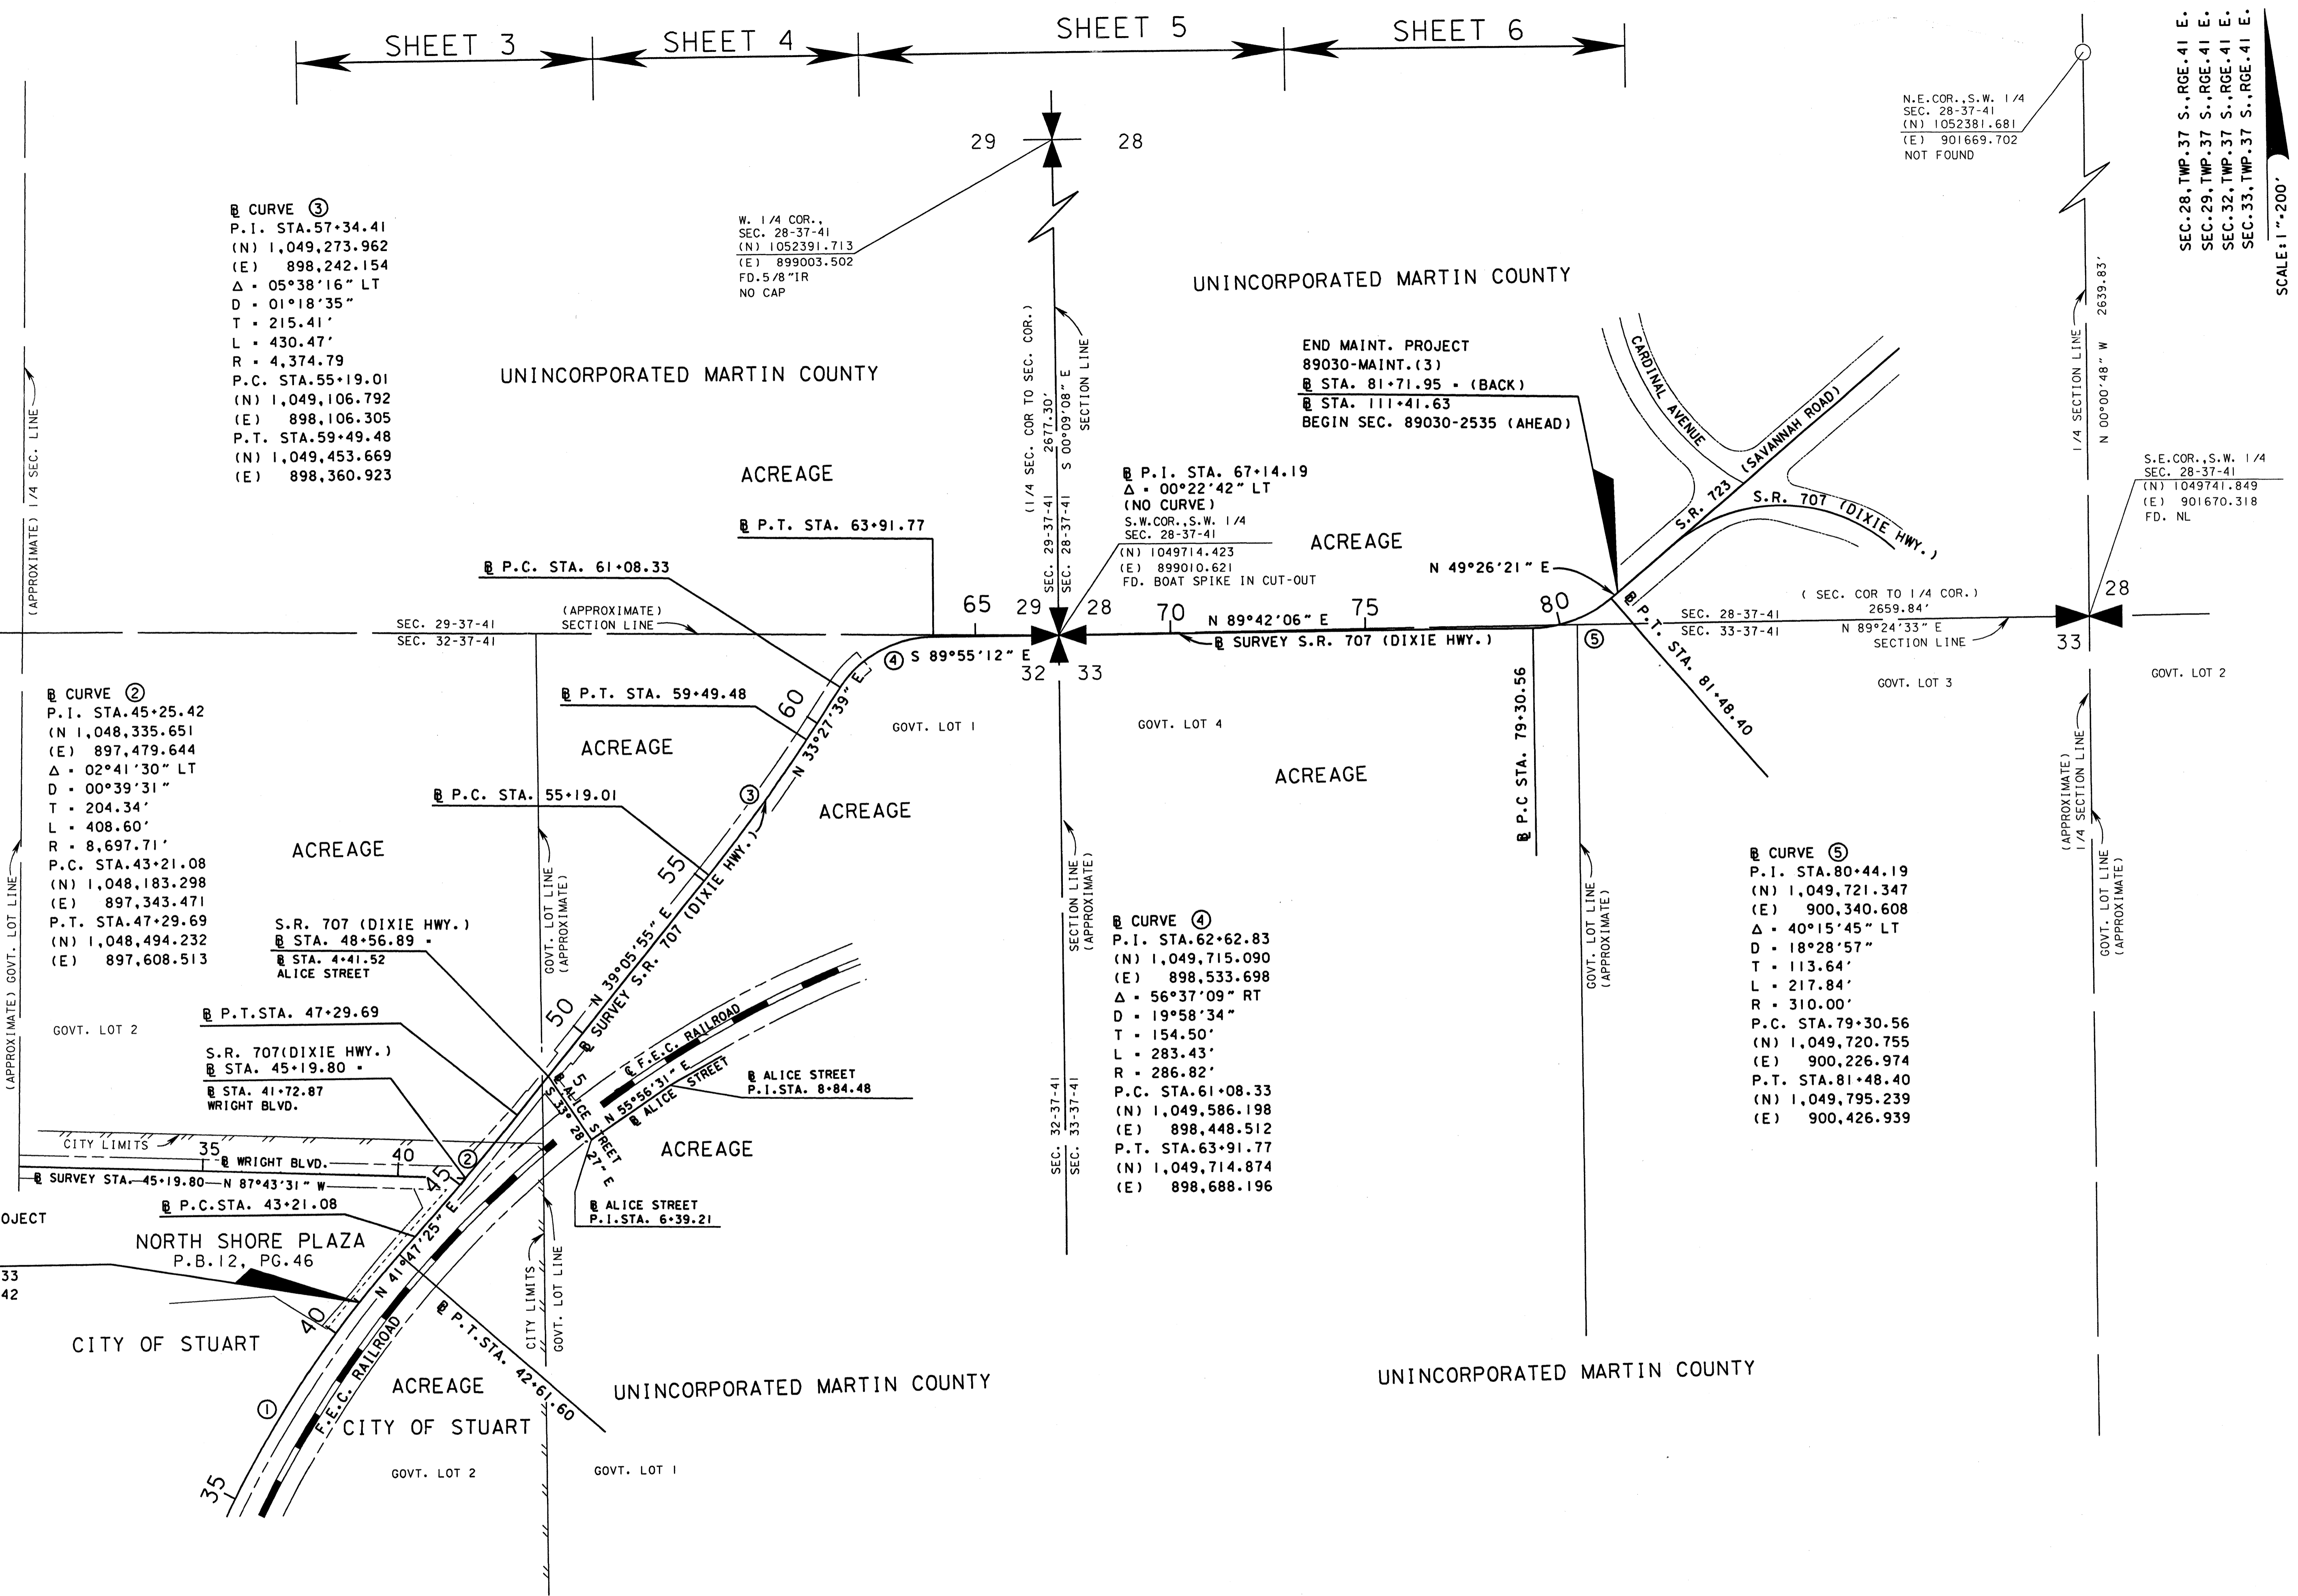 SHEET 3
SHEET 4
SHEET 5
SHEET 6
SEC.28,TWP.37 S.,RGE.41 E.
SEC.29,TWP.37 S.,RGE.41 E.
SEC.32,TWP.37 S.,RGE.41 E.
SEC.33,TWP.37 S.,RGE.41 E.
SCALE:1"=200'
29
28
N.E.COR.,S.W. 1/4
SEC. 28-37-41
(N) 1052381.681
(E) 901669.702
NOT FOUND
W. 1/4 COR.,
SEC. 28-37-41
(N) 1052391.713
(E) 899003.502
FD.5/8"IR
NO CAP
℄ CURVE ③
P.I. STA.57+34.41
(N) 1,049,273.962
(E) 898,242.154
Δ = 05°38'16" LT
D = 01°18'35"
T = 215.41'
L = 430.47'
R = 4,374.79
P.C. STA.55+19.01
(N) 1,049,106.792
(E) 898,106.305
P.T. STA.59+49.48
(N) 1,049,453.669
(E) 898,360.923
UNINCORPORATED MARTIN COUNTY
UNINCORPORATED MARTIN COUNTY
ACREAGE
(1/4 SEC. COR TO SEC. COR.)
2677.30'
S 00°09'08" E
SECTION LINE
SEC. 29-37-41
SEC. 28-37-41
END MAINT. PROJECT
89030-MAINT.(3)
℄ STA. 81+71.95 = (BACK)
℄ STA. 111+41.63
BEGIN SEC. 89030-2535 (AHEAD)
CARDINAL AVENUE
S.R. 723 (SAVANNAH ROAD)
S.R. 707 (DIXIE HWY.)
1/4 SECTION LINE
N 00°00'48" W 2639.83'
S.E.COR.,S.W. 1/4
SEC. 28-37-41
(N) 1049741.849
(E) 901670.318
FD. NL
℄ P.I. STA. 67+14.19
Δ = 00°22'42" LT
(NO CURVE)
S.W.COR.,S.W. 1/4
SEC. 28-37-41
(N) 1049714.423
(E) 899010.621
FD. BOAT SPIKE IN CUT-OUT
ACREAGE
N 49°26'21" E
(APPROXIMATE) 1/4 SEC. LINE
℄ P.T. STA. 63+91.77
℄ P.C. STA. 61+08.33
(APPROXIMATE)
SECTION LINE
SEC. 29-37-41
SEC. 32-37-41
65
29
28
70
N 89°42'06" E
75
80
℄ SURVEY S.R. 707 (DIXIE HWY.)
④
S 89°55'12" E
32
33
⑤
SEC. 28-37-41
SEC. 33-37-41
( SEC. COR TO 1/4 COR.)
2659.84'
N 89°24'33" E
SECTION LINE
28
33
℄ P.T. STA. 81+48.40
℄ P.C STA. 79+30.56
GOVT. LOT 3
GOVT. LOT 2
GOVT. LOT 1
GOVT. LOT 4
ACREAGE
℄ CURVE ②
P.I. STA.45+25.42
(N 1,048,335.651
(E) 897,479.644
Δ = 02°41'30" LT
D = 00°39'31"
T = 204.34'
L = 408.60'
R = 8,697.71'
P.C. STA.43+21.08
(N) 1,048,183.298
(E) 897,343.471
P.T. STA.47+29.69
(N) 1,048,494.232
(E) 897,608.513
℄ P.T. STA. 59+49.48
60
N 33°27'39" E
ACREAGE
℄ P.C. STA. 55+19.01
③
ACREAGE
ACREAGE
55
GOVT. LOT LINE
(APPROXIMATE)
S.R. 707 (DIXIE HWY.)
℄ STA. 48+56.89 =
℄ STA. 4+41.52
ALICE STREET
N 39°05'55" E
℄ SURVEY S.R. 707 (DIXIE HWY.)
50
(APPROXIMATE) GOVT. LOT LINE
GOVT. LOT 2
℄ P.T.STA. 47+29.69
S.R. 707(DIXIE HWY.)
℄ STA. 45+19.80 =
℄ STA. 41+72.87
WRIGHT BLVD.
SECTION LINE
(APPROXIMATE)
SEC. 32-37-41
SEC. 33-37-41
℄ CURVE ④
P.I. STA.62+62.83
(N) 1,049,715.090
(E) 898,533.698
Δ = 56°37'09" RT
D = 19°58'34"
T = 154.50'
L = 283.43'
R = 286.82'
P.C. STA.61+08.33
(N) 1,049,586.198
(E) 898,448.512
P.T. STA.63+91.77
(N) 1,049,714.874
(E) 898,688.196
GOVT. LOT LINE
(APPROXIMATE)
℄ CURVE ⑤
P.I. STA.80+44.19
(N) 1,049,721.347
(E) 900,340.608
Δ = 40°15'45" LT
D = 18°28'57"
T = 113.64'
L = 217.84'
R = 310.00'
P.C. STA.79+30.56
(N) 1,049,720.755
(E) 900,226.974
P.T. STA.81+48.40
(N) 1,049,795.239
(E) 900,426.939
(APPROXIMATE)
1/4 SECTION LINE
GOVT. LOT LINE
(APPROXIMATE)
℄ F.E.C. RAILROAD
N 55°56'31" E
℄ ALICE STREET
℄ ALICE STREET
P.I.STA. 8+84.48
5
℄ ALICE STREET
S 33°28'27" E
ACREAGE
CITY LIMITS
35
40
℄ WRIGHT BLVD.
②
45
℄ SURVEY STA. 45+19.80 N 87°43'31" W
℄ P.C.STA. 43+21.08
℄ ALICE STREET
P.I.STA. 6+39.21
OJECT
33
42
NORTH SHORE PLAZA
P.B.12, PG.46
N 41°47'25" E
40
CITY LIMITS
GOVT. LOT LINE
CITY OF STUART
F.E.C. RAILROAD
℄ P.T.STA. 42+61.60
①
35
ACREAGE
CITY OF STUART
UNINCORPORATED MARTIN COUNTY
UNINCORPORATED MARTIN COUNTY
GOVT. LOT 2
GOVT. LOT 1